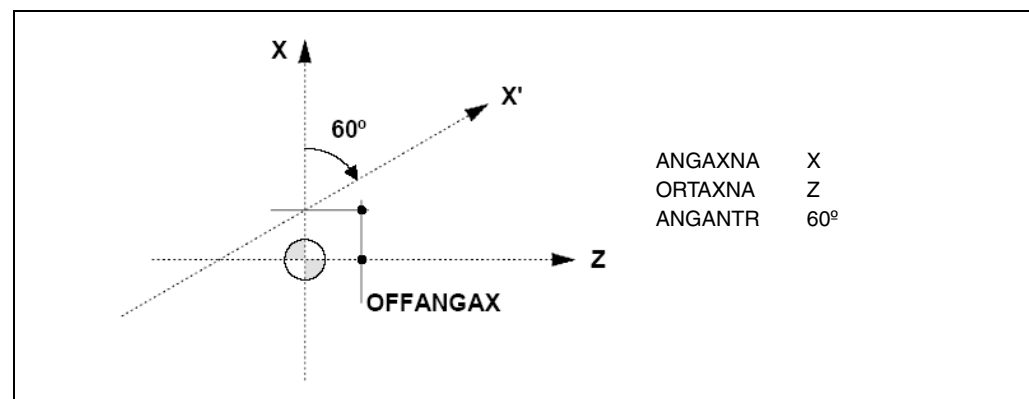 X
X'
60º
ANGAXNA X
ORTAXNA Z
ANGANTR 60º
Z
OFFANGAX